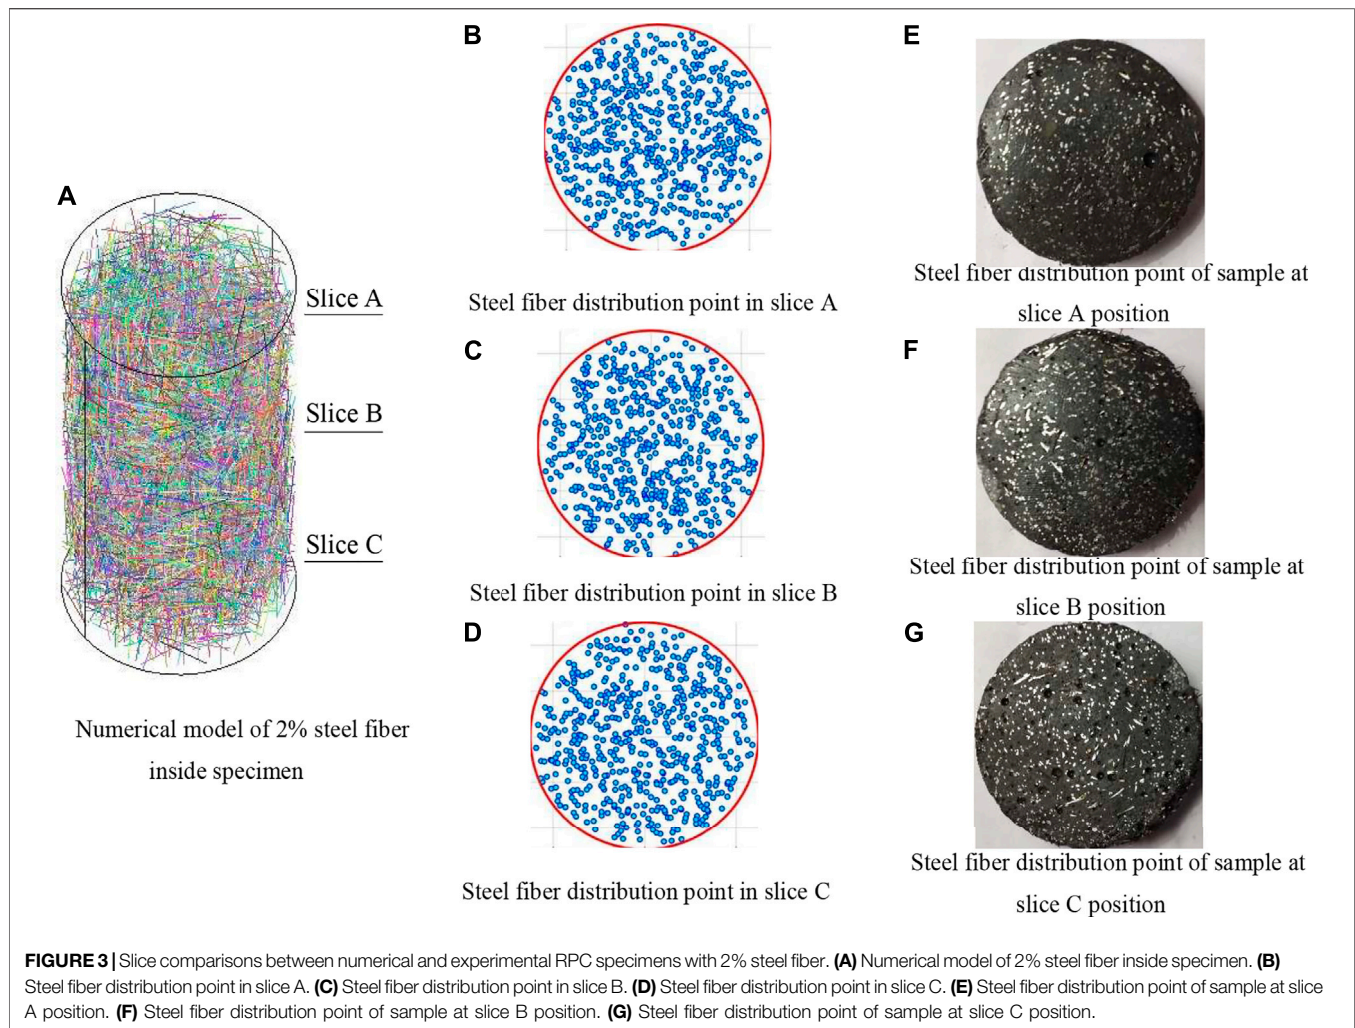 A
Slice A
Slice B
Slice C
Numerical model of 2% steel fiber
inside specimen
B
Steel fiber distribution point in slice A
C
Steel fiber distribution point in slice B
D
Steel fiber distribution point in slice C
E
Steel fiber distribution point of sample at
slice A position
F
Steel fiber distribution point of sample at
slice B position
G
Steel fiber distribution point of sample at
slice C position
FIGURE 3 | Slice comparisons between numerical and experimental RPC specimens with 2% steel fiber. (A) Numerical model of 2% steel fiber inside specimen. (B)
Steel fiber distribution point in slice A. (C) Steel fiber distribution point in slice B. (D) Steel fiber distribution point in slice C. (E) Steel fiber distribution point of sample at slice
A position. (F) Steel fiber distribution point of sample at slice B position. (G) Steel fiber distribution point of sample at slice C position.